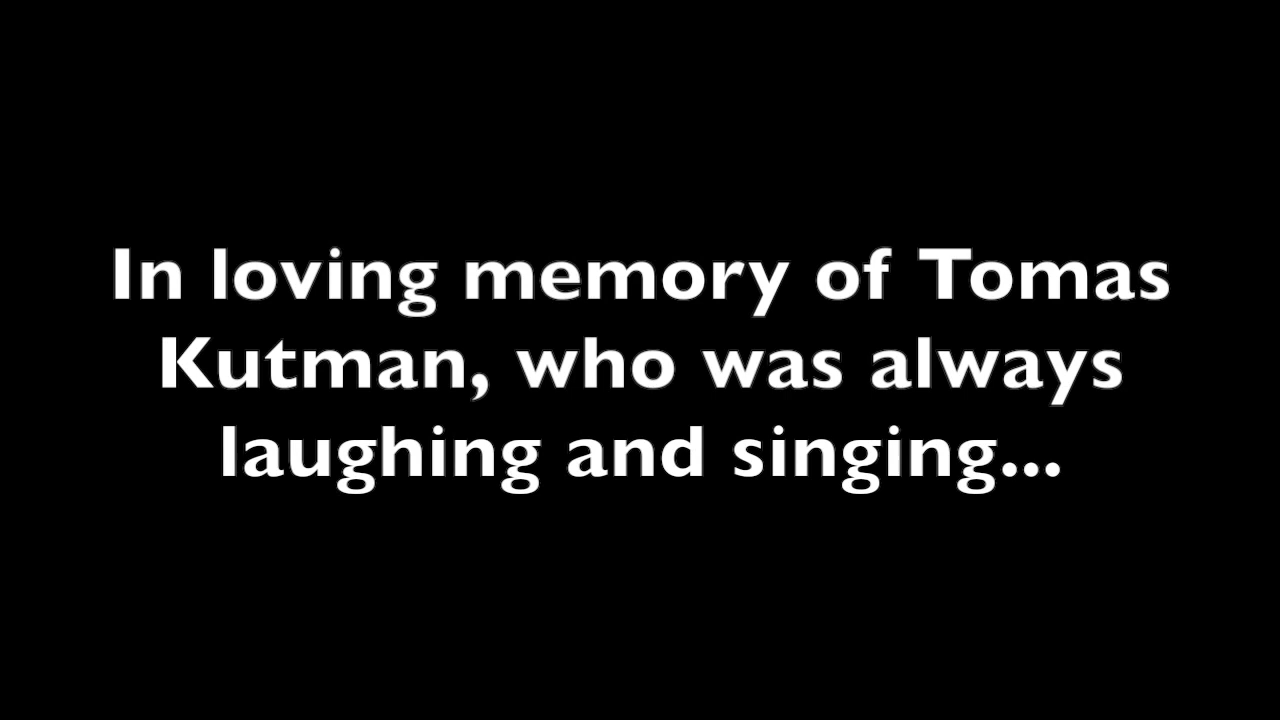 In loving memory of Tomas
Kutman, who was always
laughing and singing...